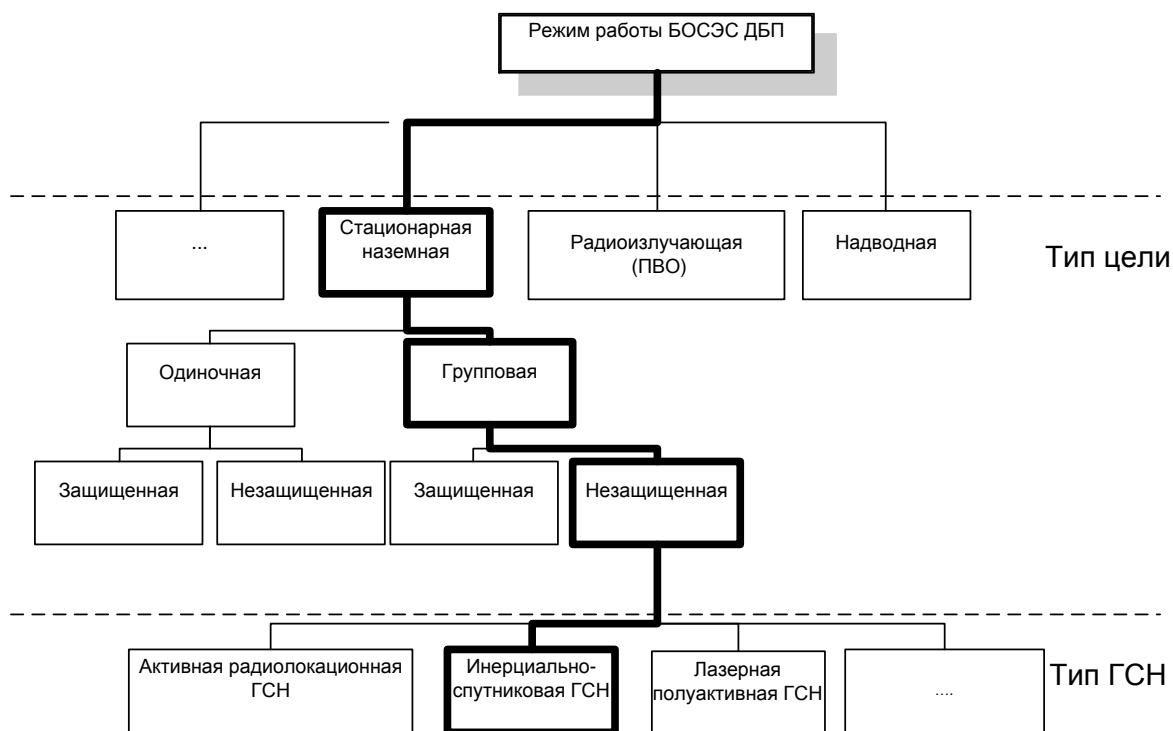 Режим работы БОСЭС ДБП
...
Стационарная
наземная
Радиоизлучающая
(ПВО)
Надводная
Тип цели
Одиночная
Групповая
Защищенная
Незащищенная
Защищенная
Незащищенная
Активная радиолокационная
ГСН
Инерциально-
спутниковая ГСН
Лазерная
полуактивная ГСН
....
Тип ГСН